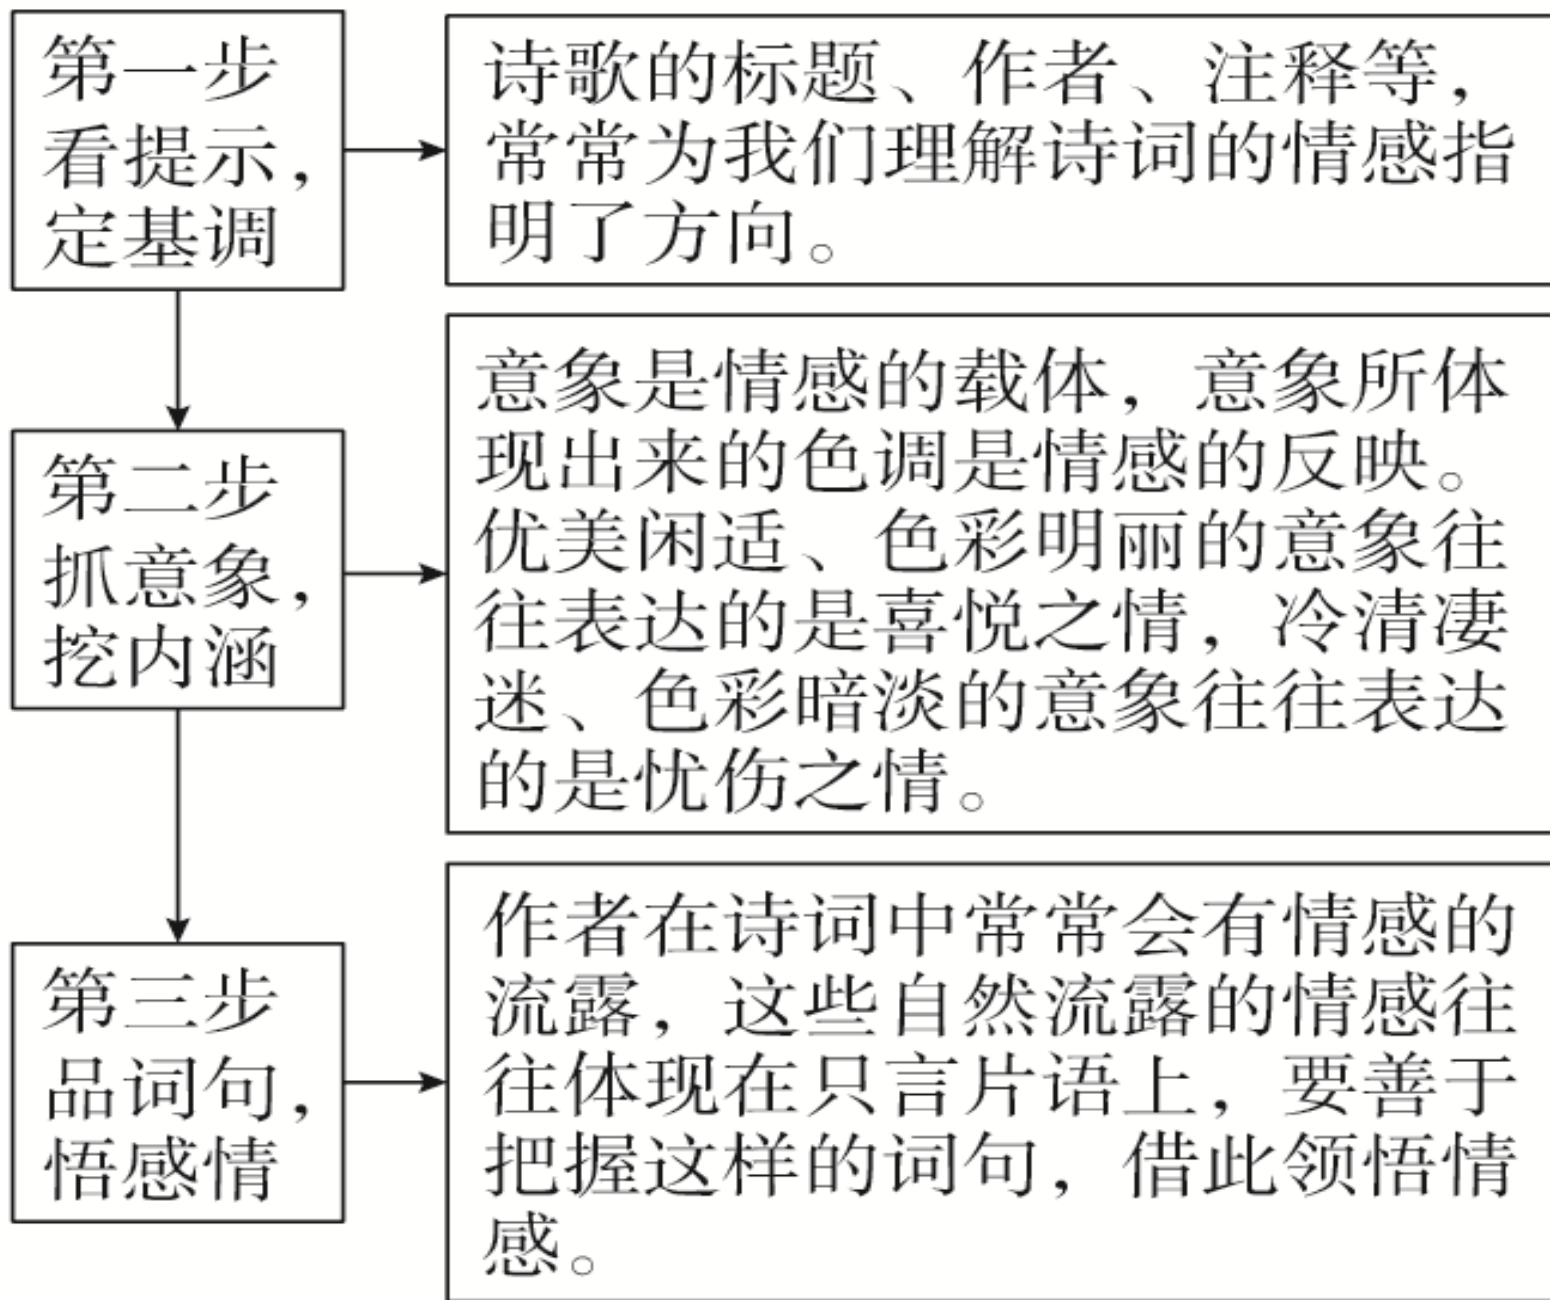 第一步
看提示，
定基调
诗歌的标题、作者、注释等，
常常为我们理解诗词的情感指
明了方向。
第二步
抓意象，
挖内涵
意象是情感的载体，意象所体
现出来的色调是情感的反映。
优美闲适、色彩明丽的意象往
往表达的是喜悦之情，冷清凄
迷、色彩暗淡的意象往往表达
的是忧伤之情。
第三步
品词句，
悟感情
作者在诗词中常常会有情感的
流露，这些自然流露的情感往
往体现在只言片语上，要善于
把握这样的词句，借此领悟情
感。